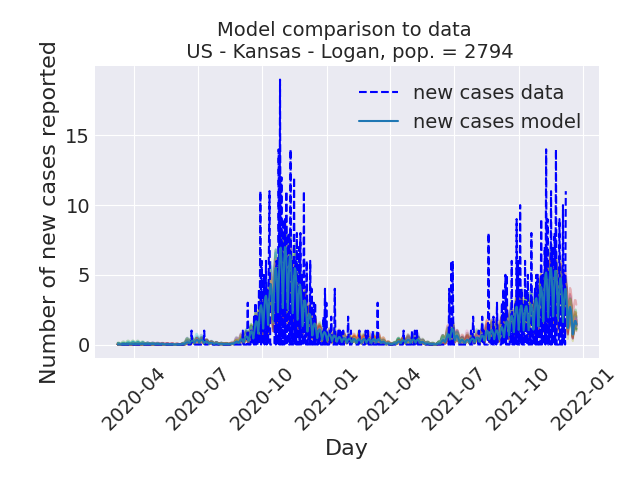 Model comparison to data
US - Kansas - Logan, pop. = 2794
Number of new cases reported
15
10
5
0
new cases data
new cases model
2020-04
2020-07
2020-10
2021-01
2021-04
2021-07
2021-10
2022-01
Day